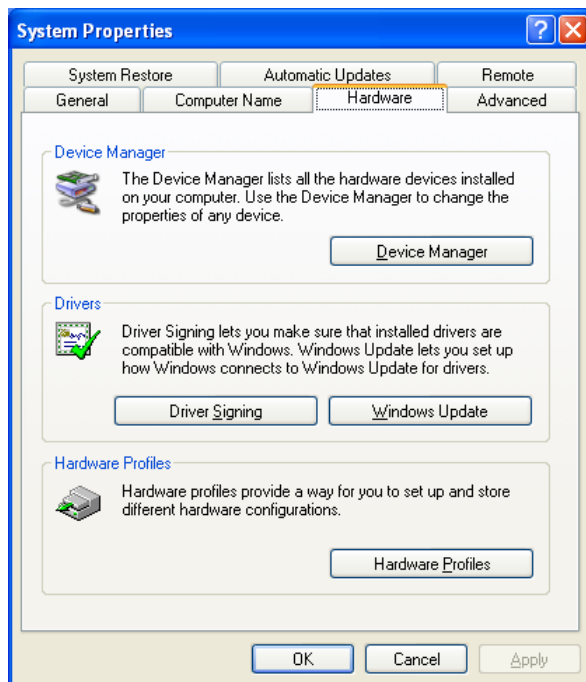 System Properties
System Restore
Automatic Updates
Remote
General
Computer Name
Hardware
Advanced
Device Manager
The Device Manager lists all the hardware devices installed
on your computer. Use the Device Manager to change the
properties of any device.
Device Manager
Drivers
Driver Signing lets you make sure that installed drivers are
compatible with Windows. Windows Update lets you set up
how Windows connects to Windows Update for drivers.
Driver Signing
Windows Update
Hardware Profiles
Hardware profiles provide a way for you to set up and store
different hardware configurations.
Hardware Profiles
OK
Cancel
Apply